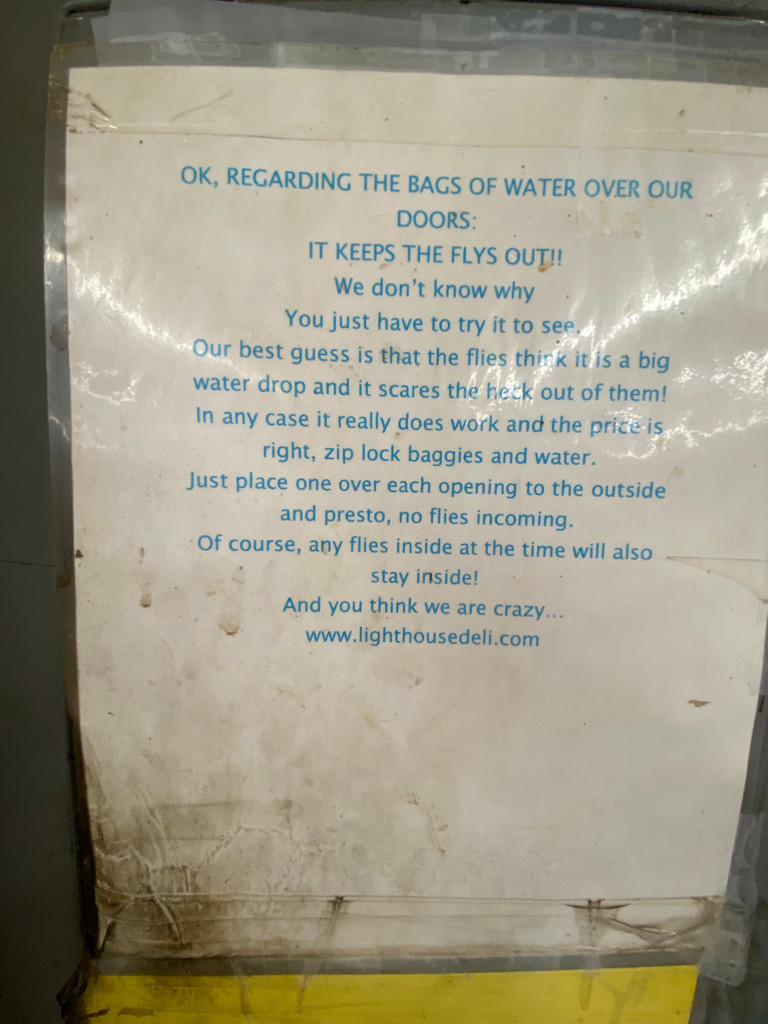 OK, REGARDING THE BAGS OF WATER OVER OUR
DOORS:
IT KEEPS THE FLYS OUT!!
We don't know why
You just have to try it to see.
Our best guess is that the flies think it is a big
water drop and it scares the heck out of them!
In any case it really does work and the price is
right, zip lock baggies and water.
Just place one over each opening to the outside
and presto, no flies incoming.
Of course, any flies inside at the time will also
stay inside!
And you think we are crazy...
www.lighthousedeli.com